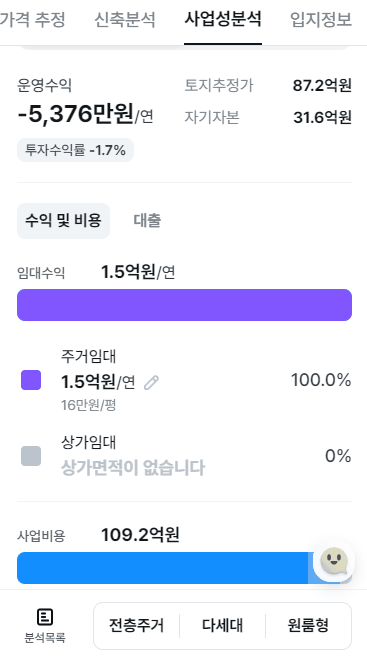 가격 추정 신축분석 사업성분석 입지정보
운영수익 토지추정가 87.2억원
-5,376만원/연 자기자본 31.6억원
투자수익률 -1.7%
수익 및 비용 대출
임대수익 1.5억원/연
주거임대
1.5억원/연 100.0%
16만원/평
상가임대
상가면적이 없습니다 0%
사업비용 109.2억원
전층주거 다세대 원룸형
분석목록